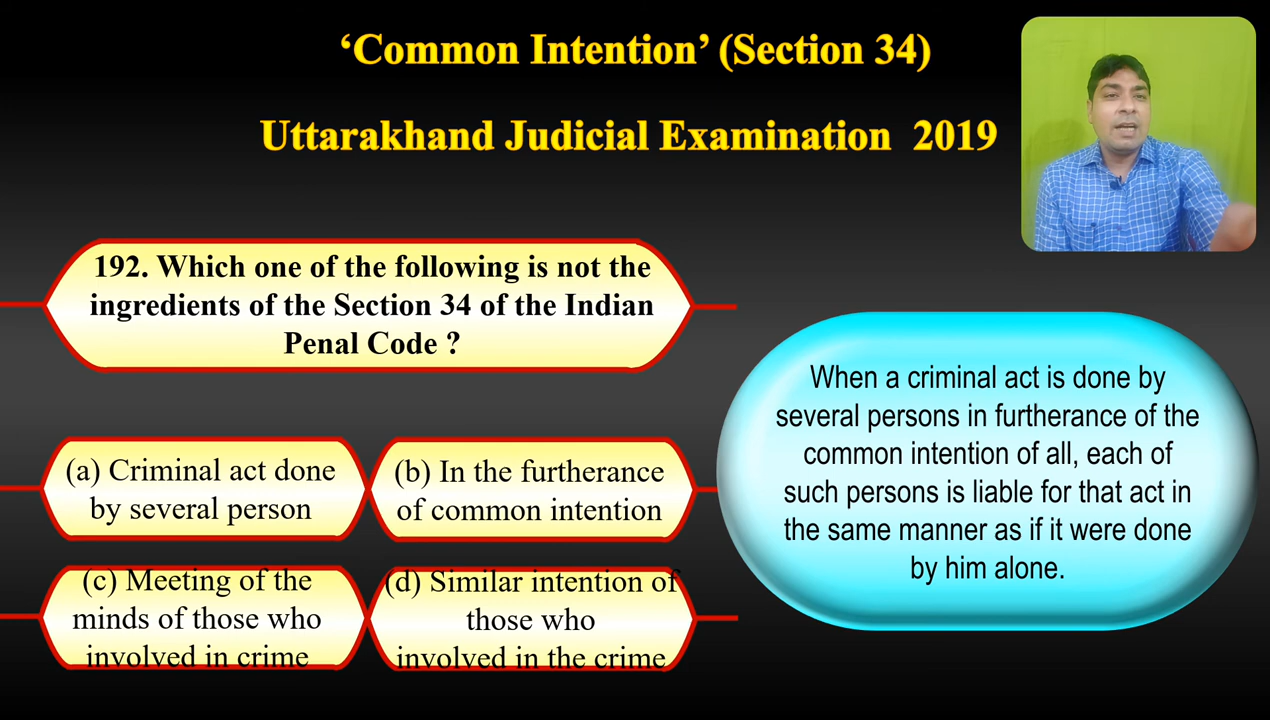 ‘Common Intention’ (Section 34)
Uttarakhand Judicial Examination 2019
192. Which one of the following is not the
ingredients of the Section 34 of the Indian
Penal Code ?
(a) Criminal act done
by several person
(b) In the furtherance
of common intention
(c) Meeting of the
minds of those who
involved in crime
(d) Similar intention of
those who
involved in the crime
When a criminal act is done by
several persons in furtherance of the
common intention of all, each of
such persons is liable for that act in
the same manner as if it were done
by him alone.